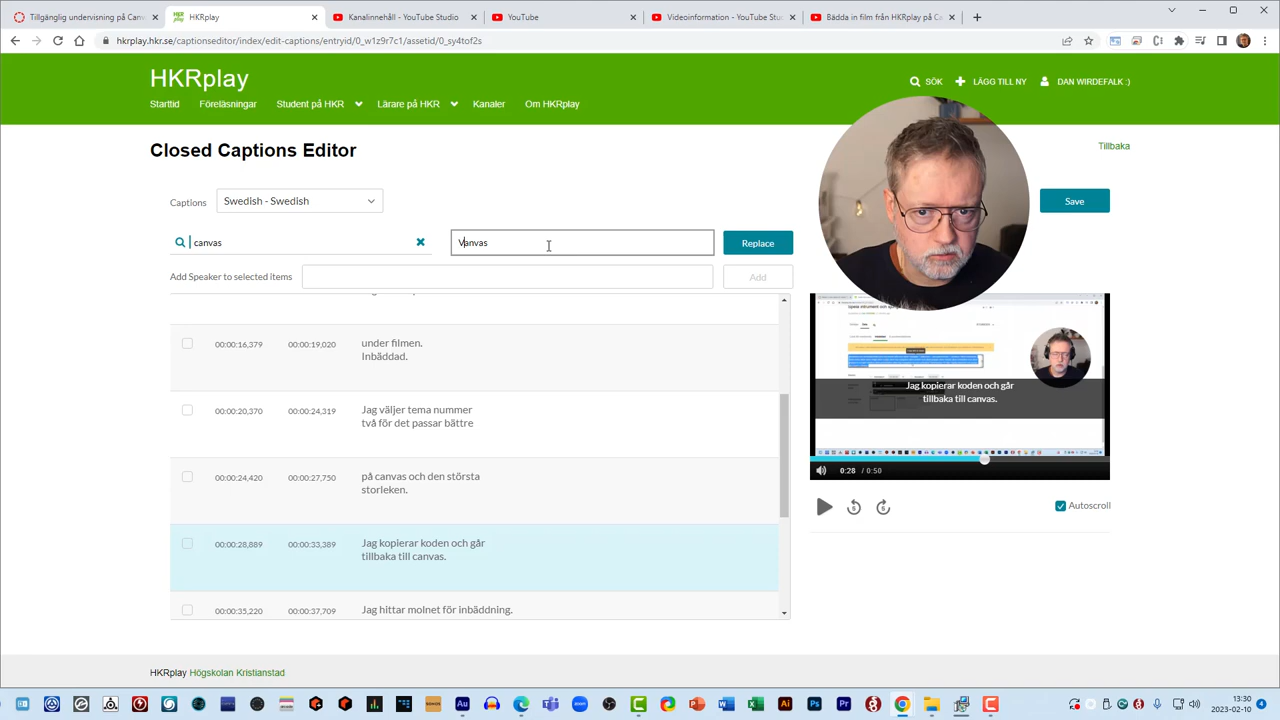 Tillgänglig undervisning i Canv
HKRplay
Kanalinnehåll - YouTube Studio
YouTube
Videoinformation - YouTube Stud
Bädda in film från HKRplay på Ca
hkrplay.hkr.se/captionseditor/index/edit-captions/entryid/0_w1z9r7c1/assetid/0_sy4tof2s
HKRplay
SÖK
LÄGG TILL NY
DAN WIRDEFALK :)
Starttid
Föreläsningar
Student på HKR
Lärare på HKR
Kanaler
Om HKRplay
Closed Captions Editor
Tillbaka
Captions
Swedish - Swedish
Save
canvas
Vanvas
Replace
Add Speaker to selected items
Add
00:00:16,379
00:00:19,020
under filmen.
Inbäddad.
00:00:20,370
00:00:24,319
Jag väljer tema nummer
två för det passar bättre
00:00:24,420
00:00:27,750
på canvas och den största
storleken.
00:00:28,889
00:00:33,389
Jag kopierar koden och går
tillbaka till canvas.
00:00:35,220
00:00:37,709
Jag hittar molnet för inbäddning.
Jag kopierar koden och går
tillbaka till canvas.
0:28 / 0:50
Autoscroll
HKRplay Högskolan Kristianstad
13:30
2023-02-10